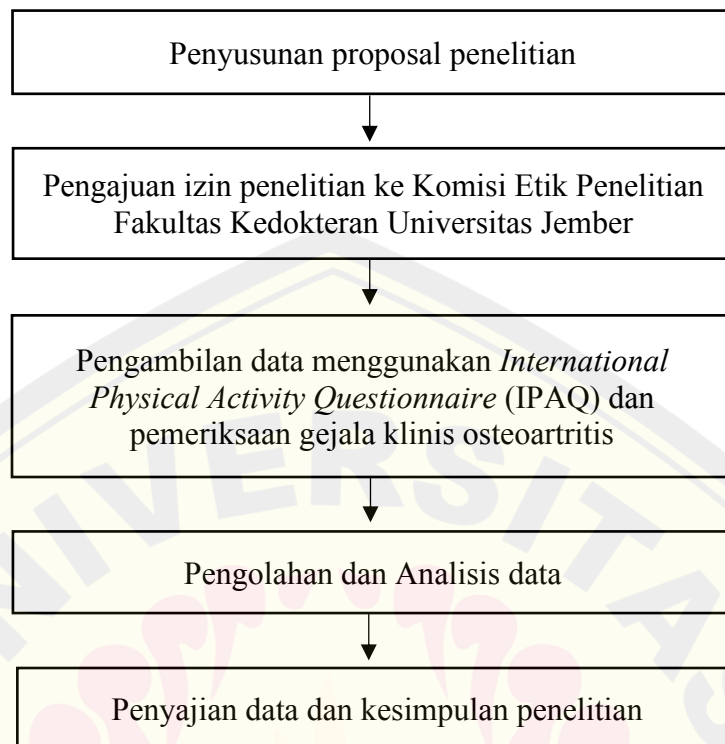 Penyusunan proposal penelitian
Pengajuan izin penelitian ke Komisi Etik Penelitian
Fakultas Kedokteran Universitas Jember
Pengambilan data menggunakan International
Physical Activity Questionnaire (IPAQ) dan
pemeriksaan gejala klinis osteoartritis
Pengolahan dan Analisis data
Penyajian data dan kesimpulan penelitian
UNIVERSITAS